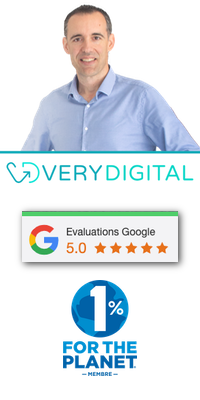 VERYDIGITAL
Evaluations Google
5.0
1%
FOR THE
PLANET
MEMBRE